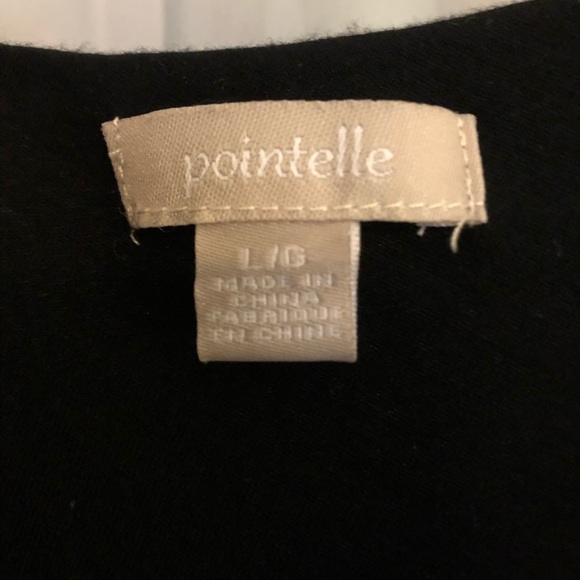 pointelle
L/G
MADE IN
CHINA
FABRIQUE
EN CHINE